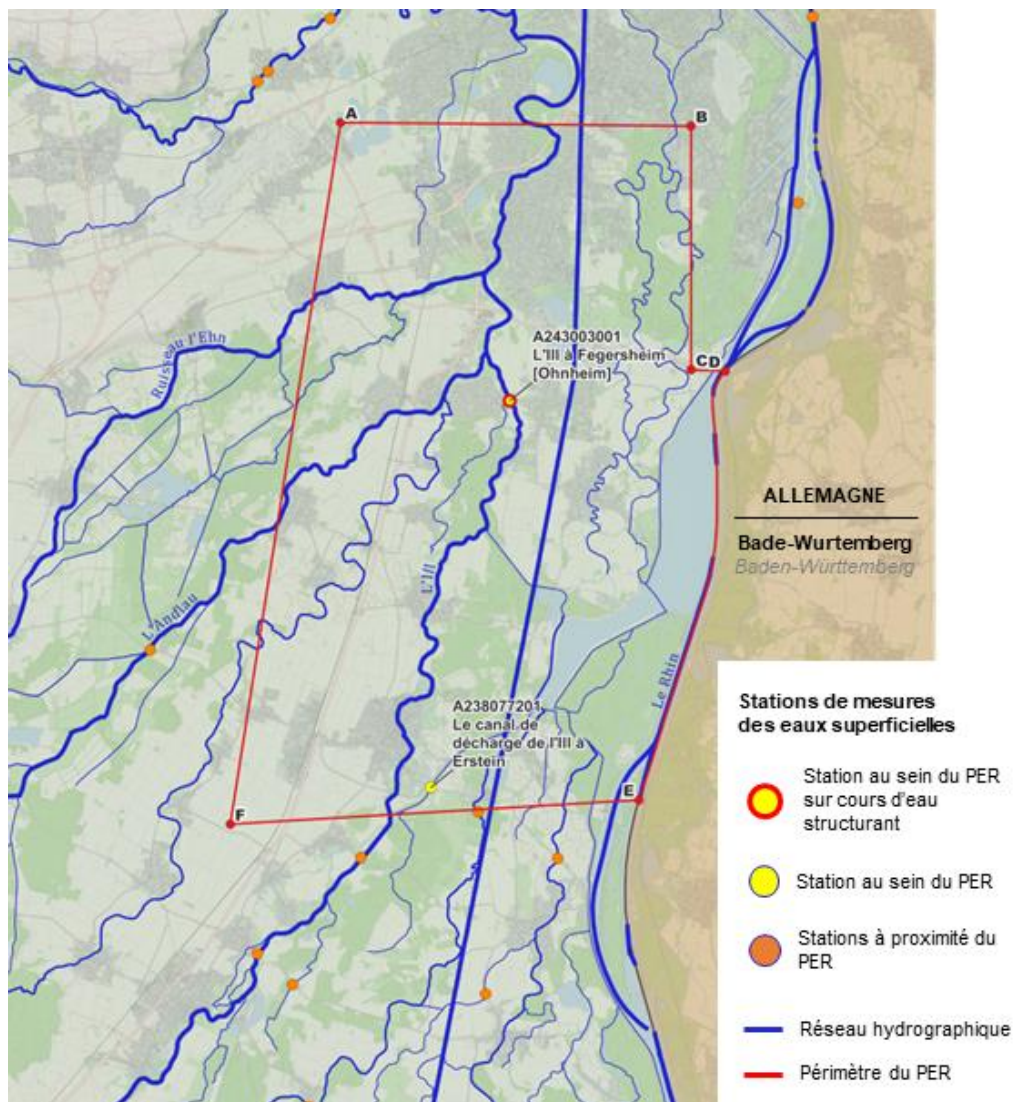 A
B
Ruisseau l'Ehn
A243003001
L'Ill à Fegersheim
[Ohnheim]
C
D
ALLEMAGNE
Bade-Wurtemberg
Baden-Württemberg
L'Ill
L'Andlau
Le Rhin
A238077201
Le canal de
décharge de l'Ill à
Erstein
E
F
Stations de mesures
des eaux superficielles
Station au sein du PER
sur cours d'eau
structurant
Station au sein du PER
Stations à proximité du
PER
Réseau hydrographique
Périmètre du PER